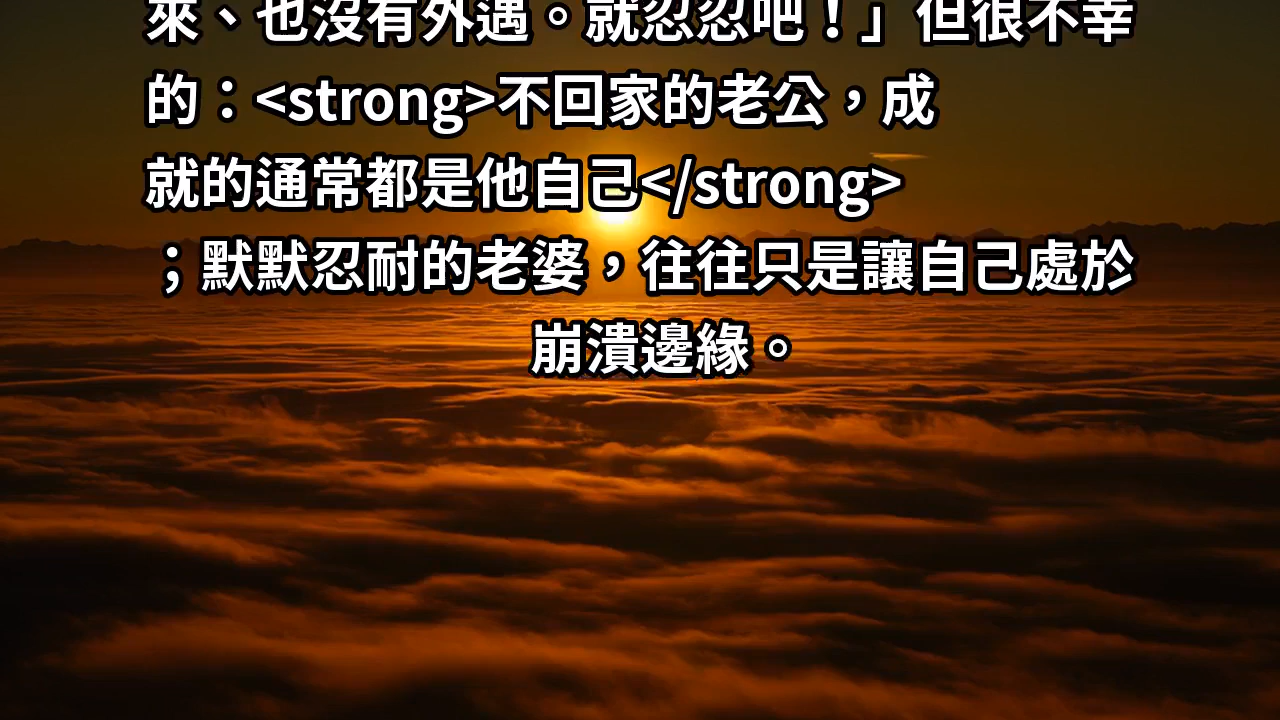 來、也沒有外遇。就忍忍吧！」但很不幸
的：<strong>不回家的老公，成
就的通常都是他自己</strong>
；默默忍耐的老婆，往往只是讓自己處於
崩潰邊緣。